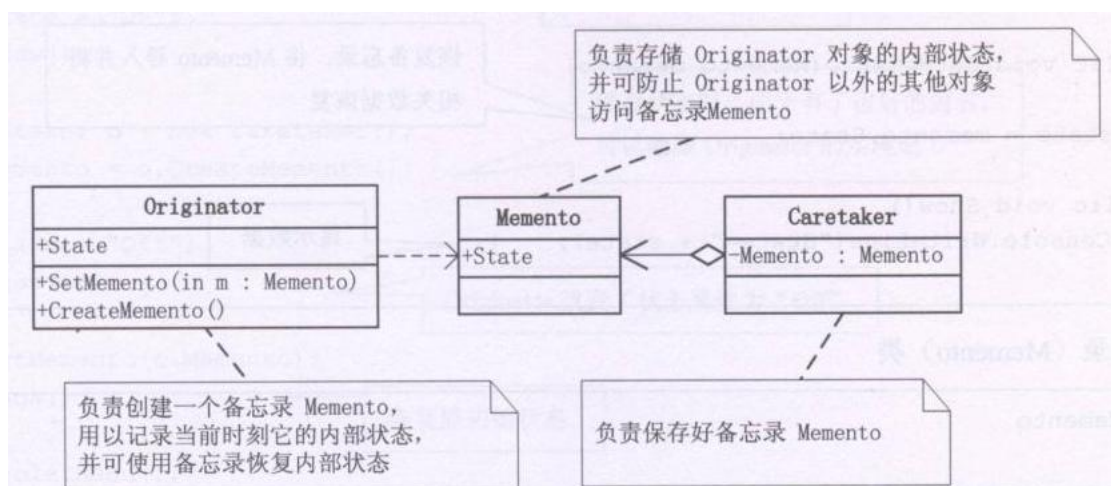 负责存储 Originator 对象的内部状态，
并可防止 Originator 以外的其他对象
访问备忘录Memento
Originator
+State
+SetMemento(in m : Memento)
+CreateMemento()
Memento
+State
Caretaker
-Memento : Memento
负责创建一个备忘录 Memento，
用以记录当前时刻它的内部状态，
并可使用备忘录恢复内部状态
负责保存好备忘录 Memento